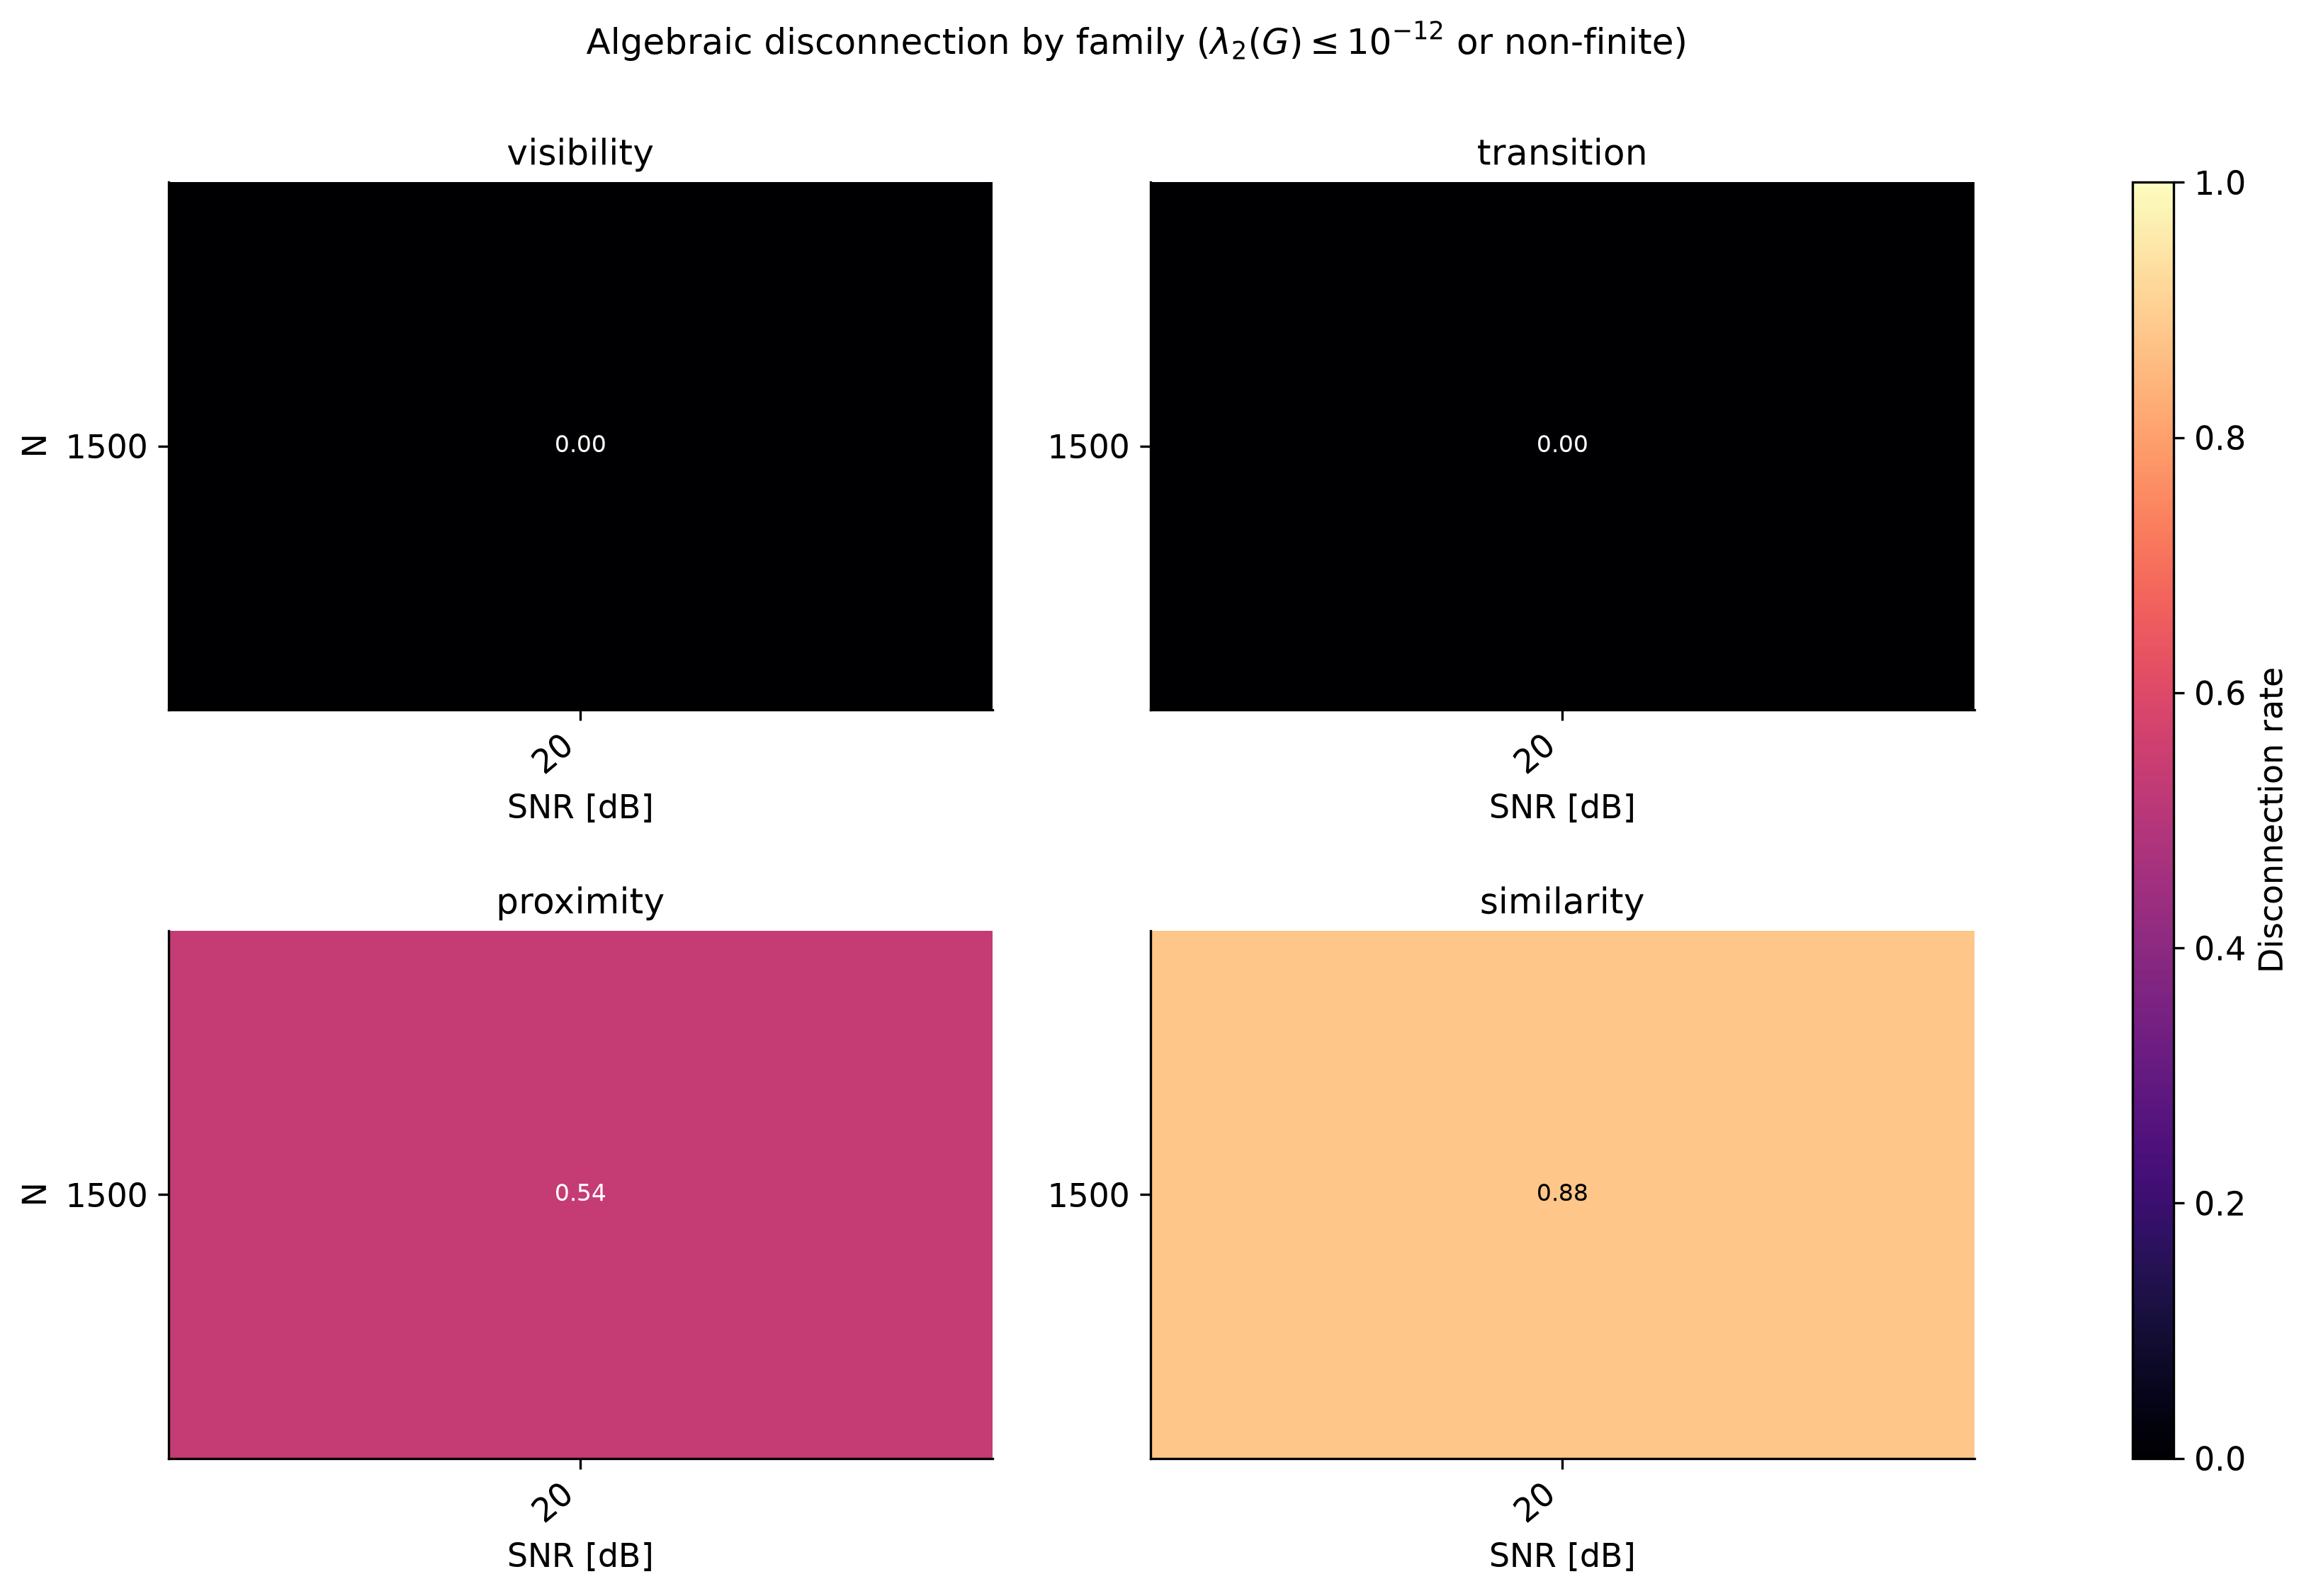 Algebraic disconnection by family (λ₂(G) ≤ 10⁻¹² or non-finite)
visibility
N
1500
0.00
20
SNR [dB]
transition
1500
0.00
20
SNR [dB]
proximity
N
1500
0.54
20
SNR [dB]
similarity
1500
0.88
20
SNR [dB]
1.0
0.8
0.6
0.4
0.2
0.0
Disconnection rate